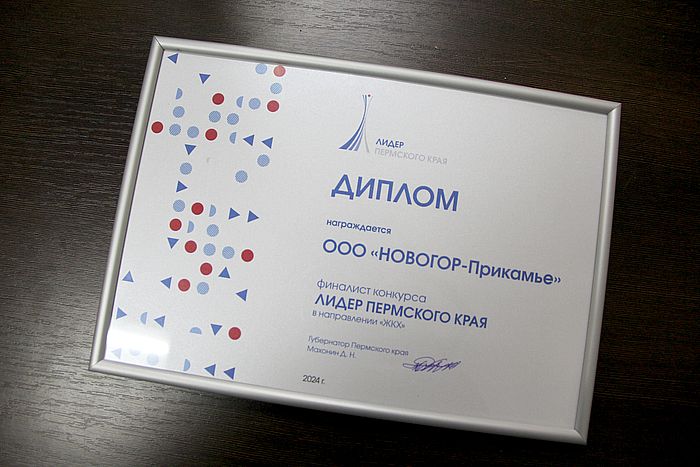 ЛИДЕР
ПЕРМСКОГО КРАЯ
ДИПЛОМ
награждается
ООО «НОВОГОР-Прикамье»
финалист конкурса
ЛИДЕР ПЕРМСКОГО КРАЯ
в направлении «ЖКХ»
Губернатор Пермского края
Махонин Д. Н.
2024 г.